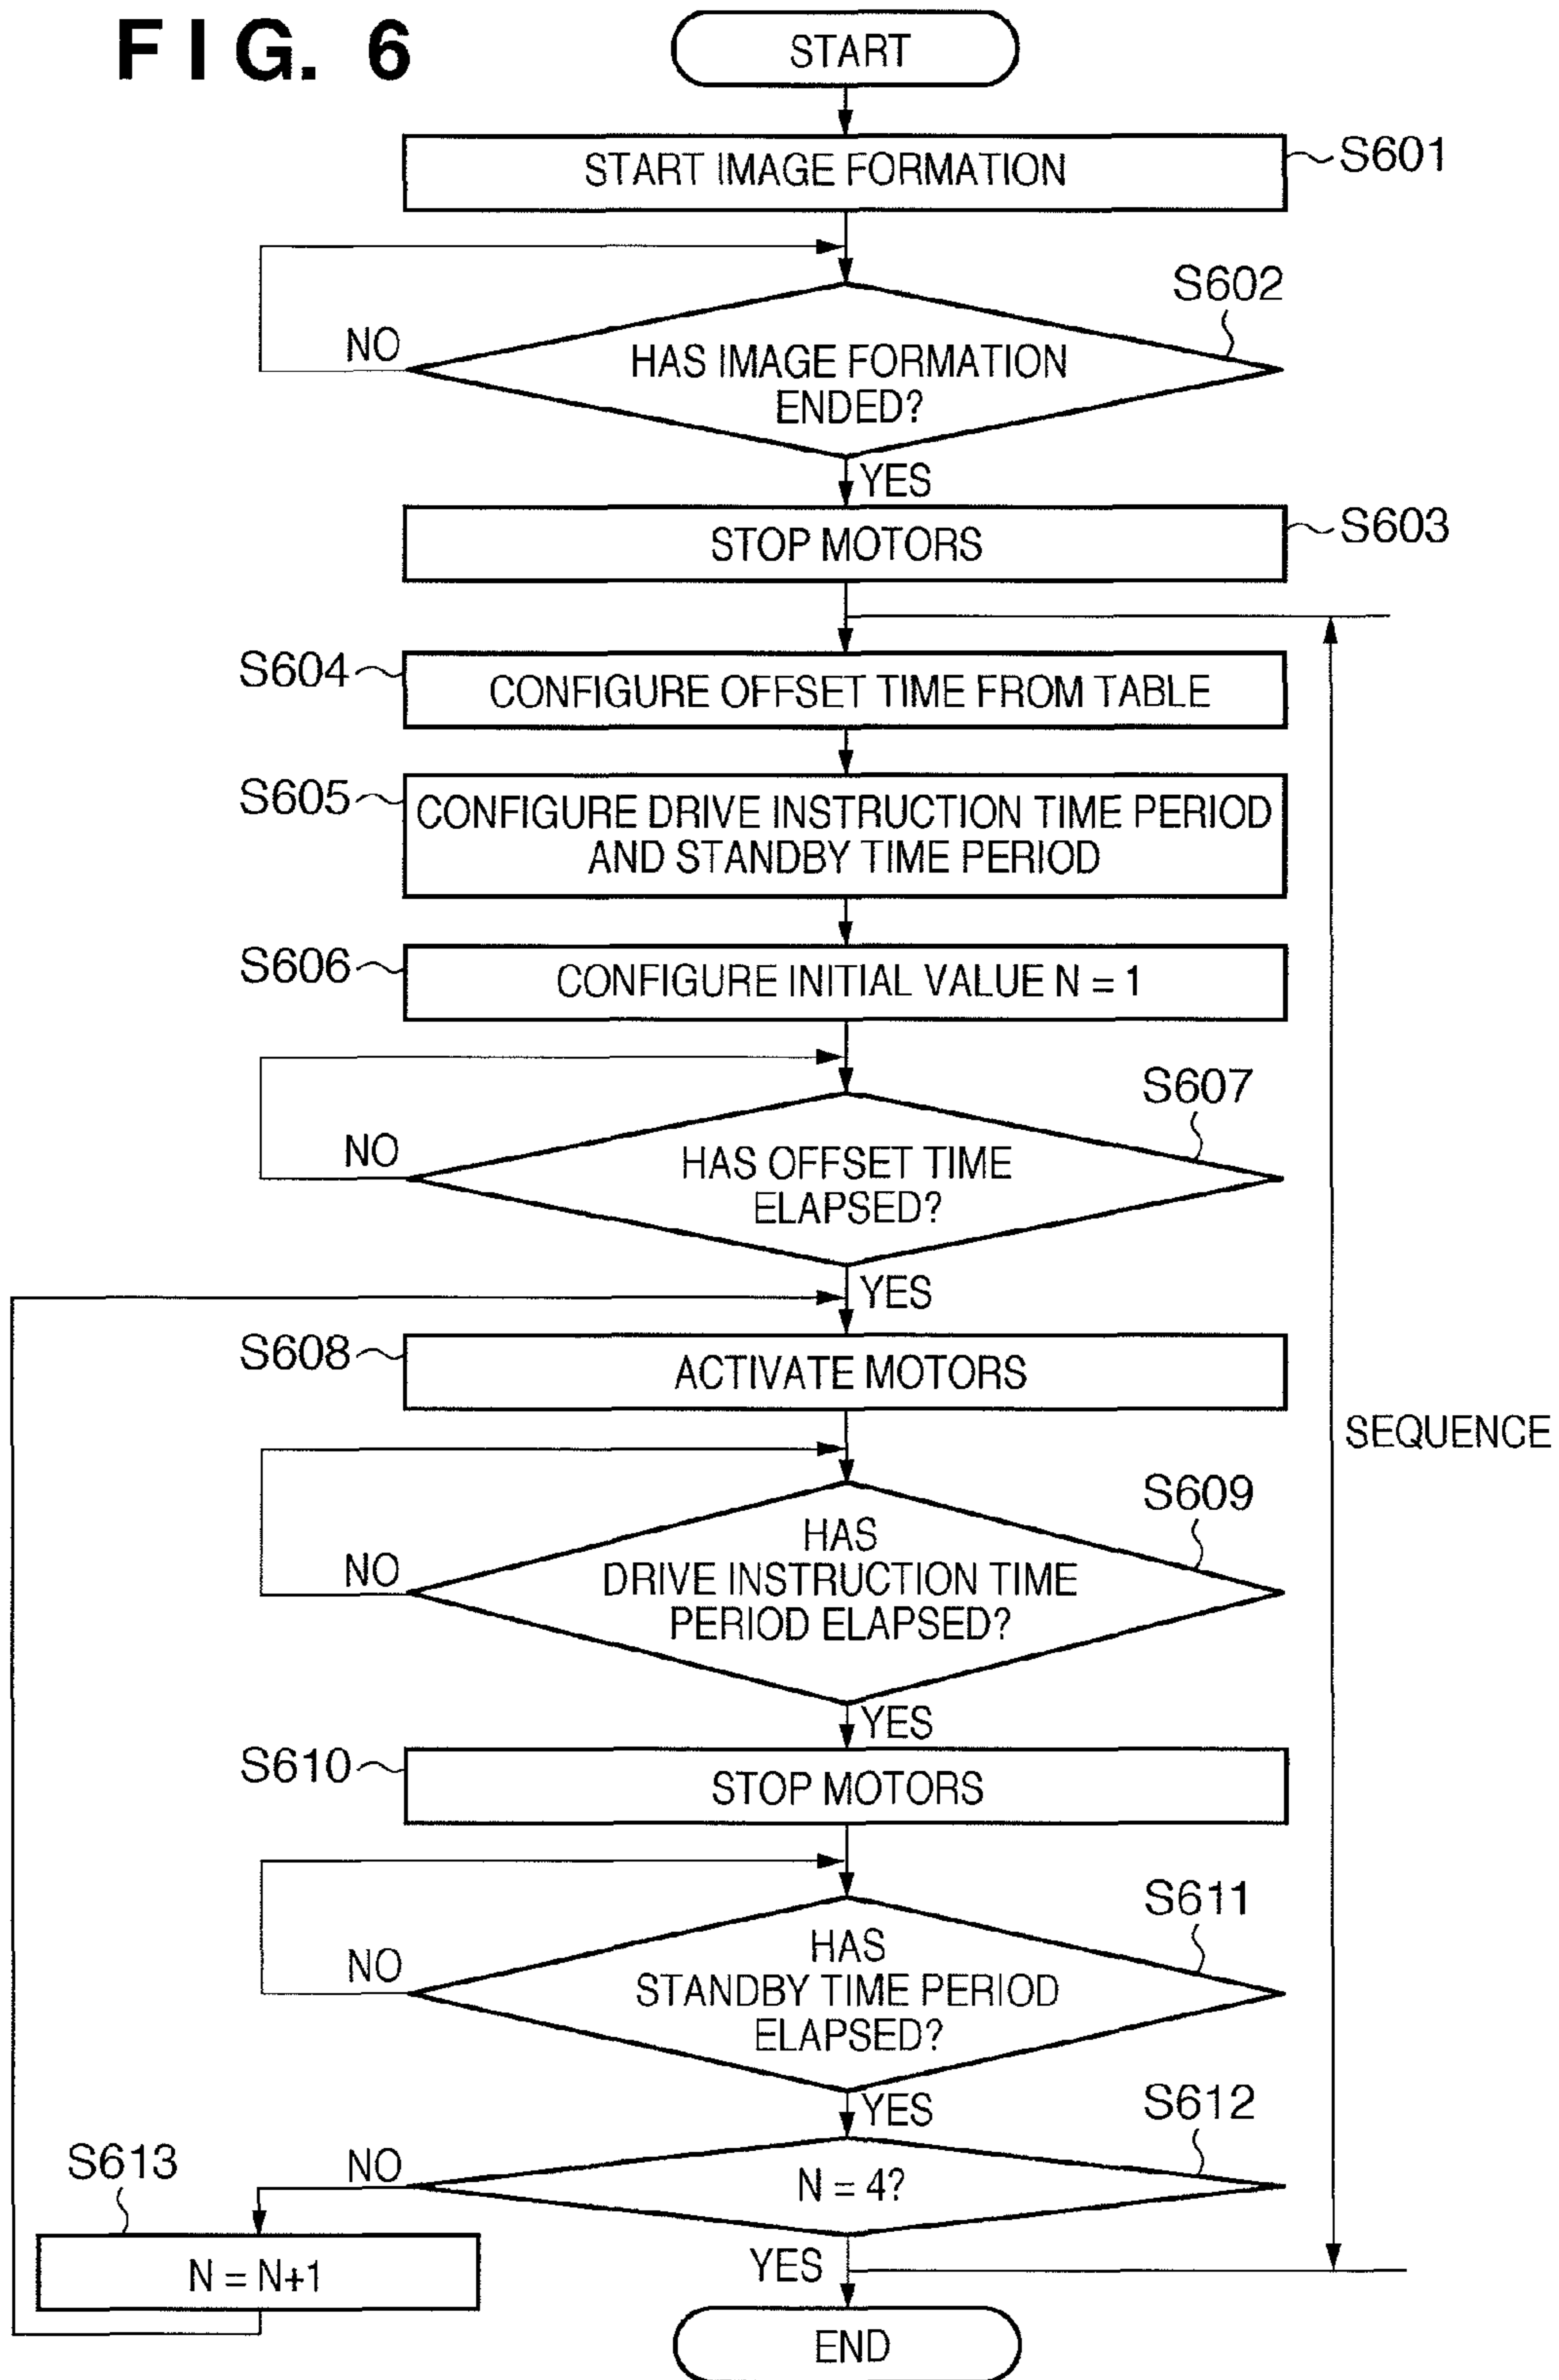 FIG. 6
START
START IMAGE FORMATION
S601
S602
NO
HAS IMAGE FORMATION
ENDED?
YES
STOP MOTORS
S603
S604
CONFIGURE OFFSET TIME FROM TABLE
S605
CONFIGURE DRIVE INSTRUCTION TIME PERIOD
AND STANDBY TIME PERIOD
S606
CONFIGURE INITIAL VALUE N = 1
S607
NO
HAS OFFSET TIME
ELAPSED?
YES
S608
ACTIVATE MOTORS
SEQUENCE
S609
NO
HAS
DRIVE INSTRUCTION TIME
PERIOD ELAPSED?
YES
S610
STOP MOTORS
S611
NO
HAS
STANDBY TIME PERIOD
ELAPSED?
YES
S612
S613
NO
N = 4?
N = N+1
YES
END